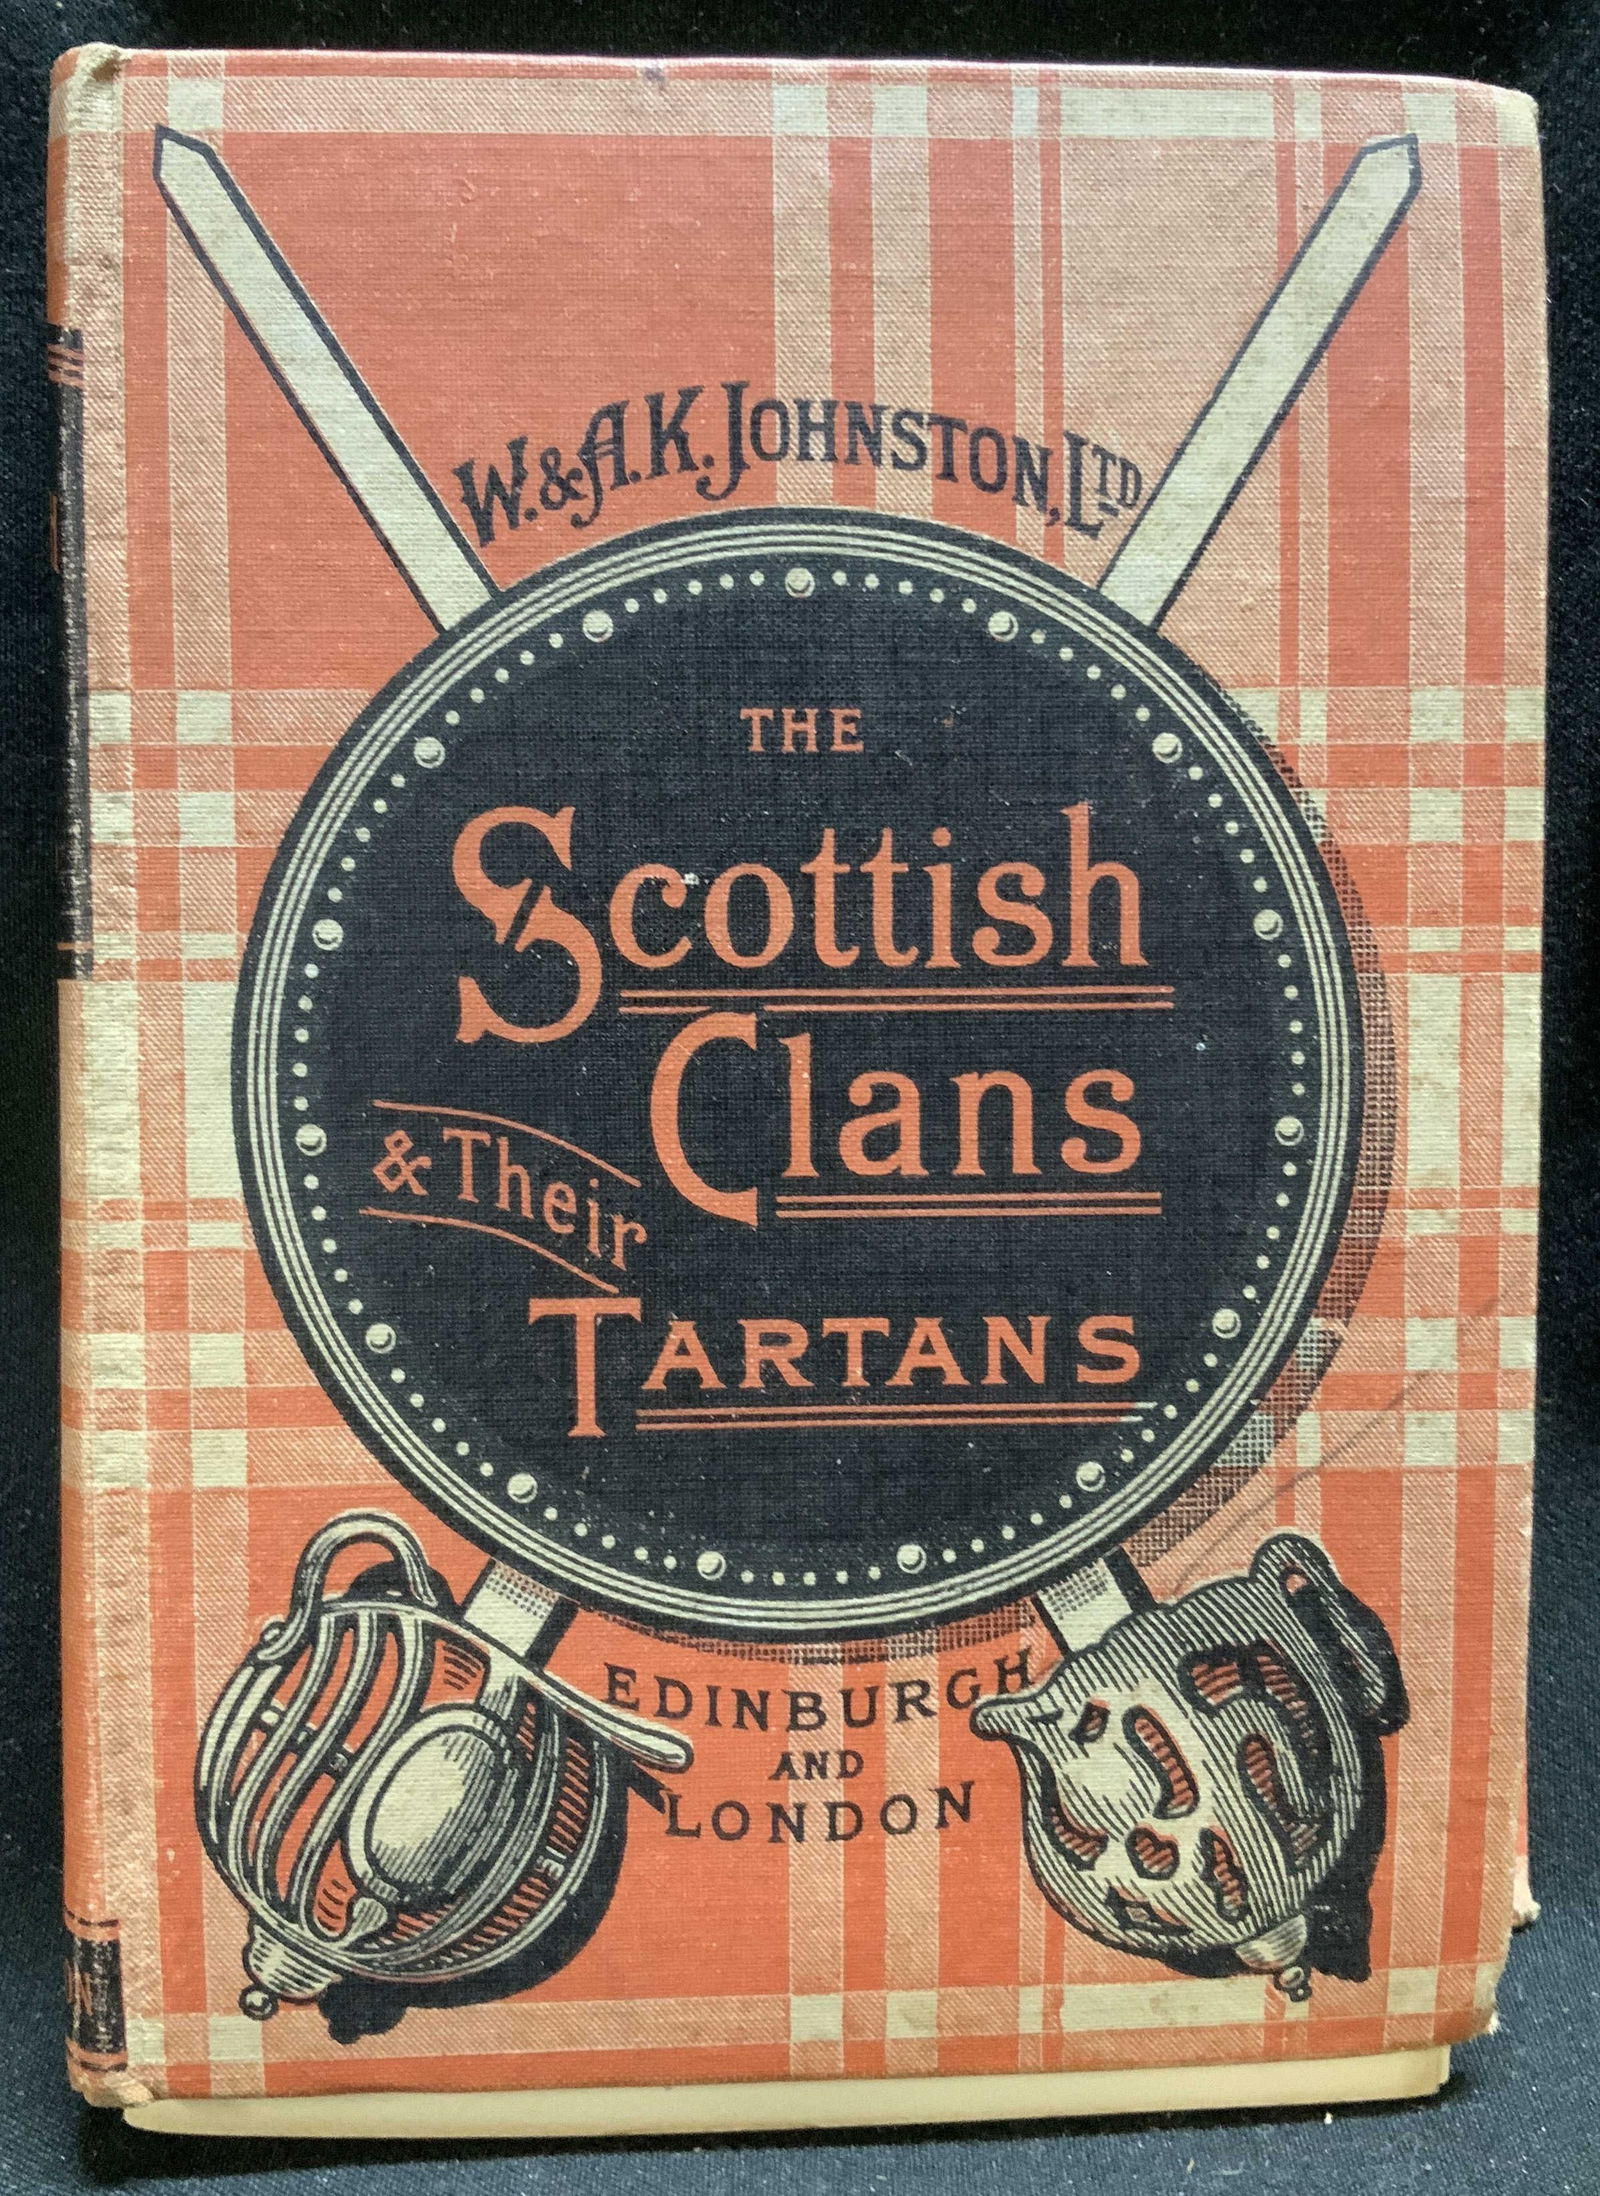 W. & A. K. JOHNSTON, LTD
THE
Scottish
Clans
& Their
TARTANS
EDINBURGH
AND
LONDON